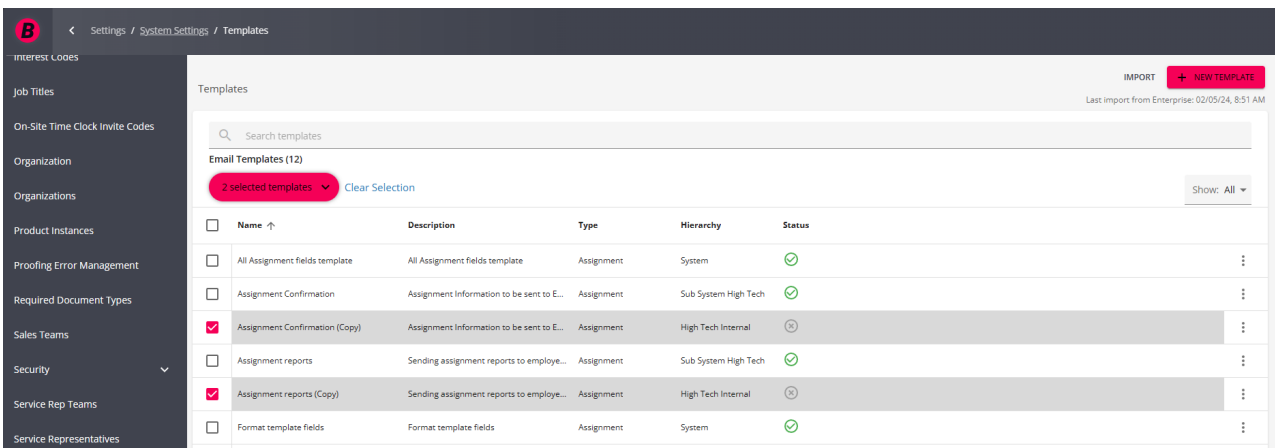 B
Settings / System Settings / Templates
Interest Codes
Job Titles
On-Site Time Clock Invite Codes
Organization
Organizations
Product Instances
Proofing Error Management
Required Document Types
Sales Teams
Security
Service Rep Teams
Service Representatives
Templates
IMPORT + NEW TEMPLATE
Last import from Enterprise: 02/05/24, 8:51 AM
Search templates
Email Templates (12)
2 selected templates Clear Selection
Show: All
Name Description Type Hierarchy Status
All Assignment fields template All Assignment fields template Assignment System
Assignment Confirmation Assignment Information to be sent to E... Assignment Sub System High Tech
Assignment Confirmation (Copy) Assignment Information to be sent to E... Assignment High Tech Internal
Assignment reports Sending assignment reports to employe... Assignment Sub System High Tech
Assignment reports (Copy) Sending assignment reports to employe... Assignment High Tech Internal
Format template fields Format template fields Assignment System